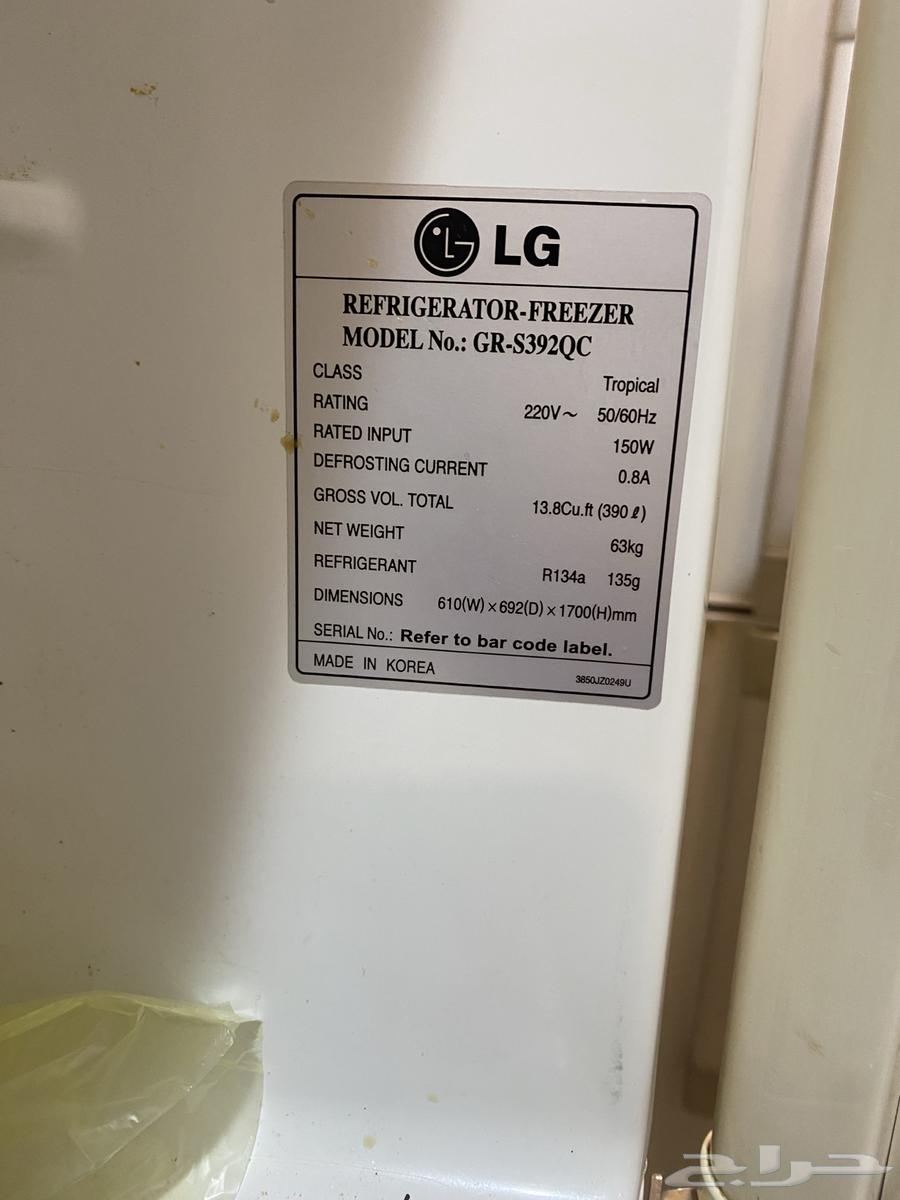 LG
REFRIGERATOR-FREEZER
MODEL No.: GR-S392QC
CLASS Tropical
RATING 220V~ 50/60Hz
RATED INPUT 150W
DEFROSTING CURRENT 0.8A
GROSS VOL. TOTAL 13.8Cu.ft (390 ℓ)
NET WEIGHT 63kg
REFRIGERANT R134a 135g
DIMENSIONS 610(W)×692(D)×1700(H)mm
SERIAL No.: Refer to bar code label.
MADE IN KOREA 3850JZ0249U
حراج